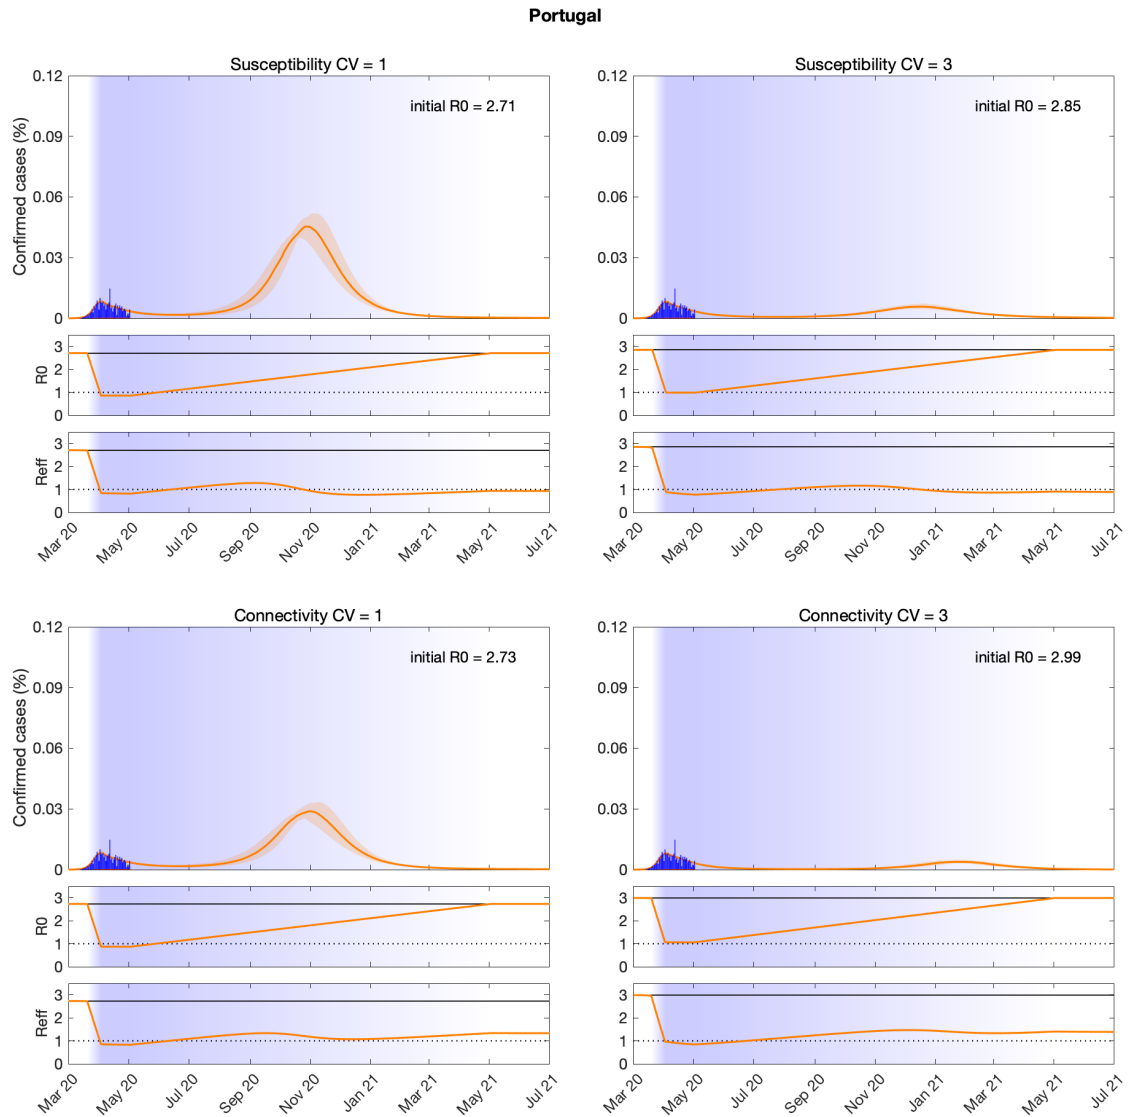 Portugal
Susceptibility CV = 1
initial R0 = 2.71
Confirmed cases (%)
0.12
0.09
0.06
0.03
0
R0
3
2
1
0
Reff
3
2
1
0
Mar 20 May 20 Jul 20 Sep 20 Nov 20 Jan 21 Mar 21 May 21 Jul 21
Susceptibility CV = 3
initial R0 = 2.85
0.12
0.09
0.06
0.03
0
3
2
1
0
3
2
1
0
Mar 20 May 20 Jul 20 Sep 20 Nov 20 Jan 21 Mar 21 May 21 Jul 21
Connectivity CV = 1
initial R0 = 2.73
Confirmed cases (%)
0.12
0.09
0.06
0.03
0
R0
3
2
1
0
Reff
3
2
1
0
Mar 20 May 20 Jul 20 Sep 20 Nov 20 Jan 21 Mar 21 May 21 Jul 21
Connectivity CV = 3
initial R0 = 2.99
0.12
0.09
0.06
0.03
0
3
2
1
0
3
2
1
0
Mar 20 May 20 Jul 20 Sep 20 Nov 20 Jan 21 Mar 21 May 21 Jul 21